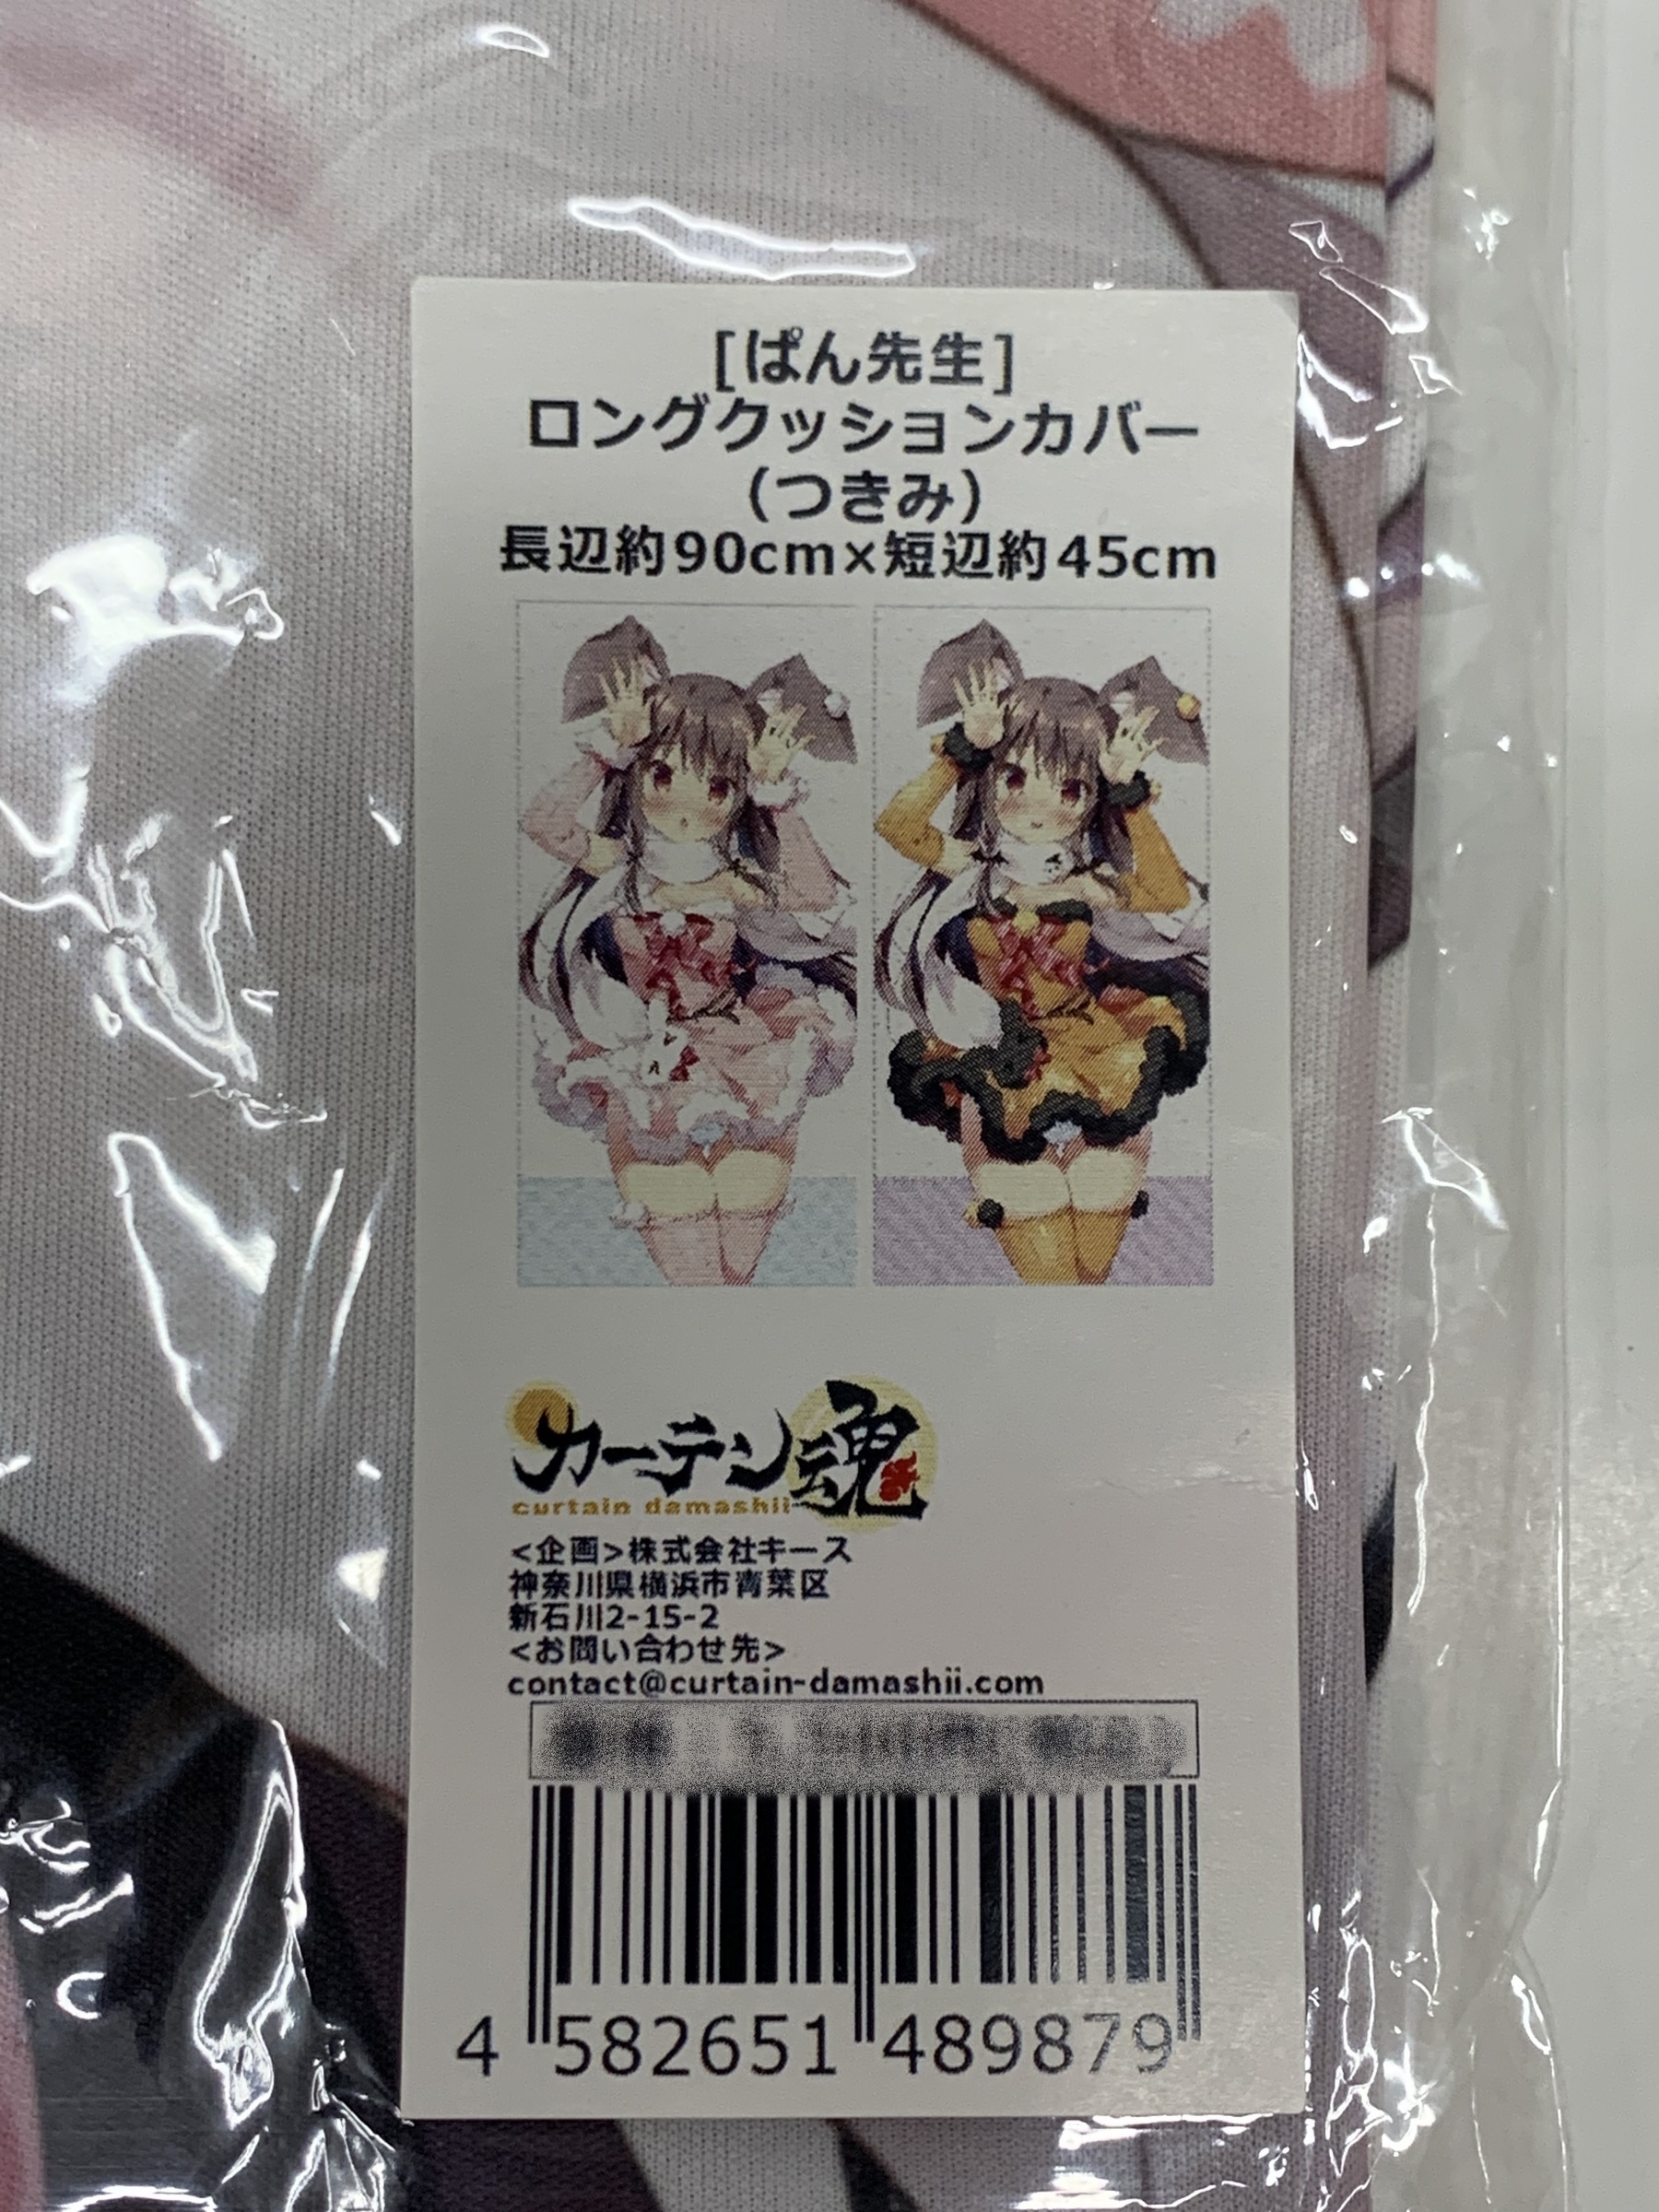 [ぱん先生]
ロングクッションカバー
（つきみ）
長辺約90cm×短辺約45cm
カーテン魂
curtain damashii
<企画>株式会社キース
神奈川県横浜市青葉区
新石川2-15-2
<お問い合わせ先>
contact@curtain-damashii.com
4 582651 489879